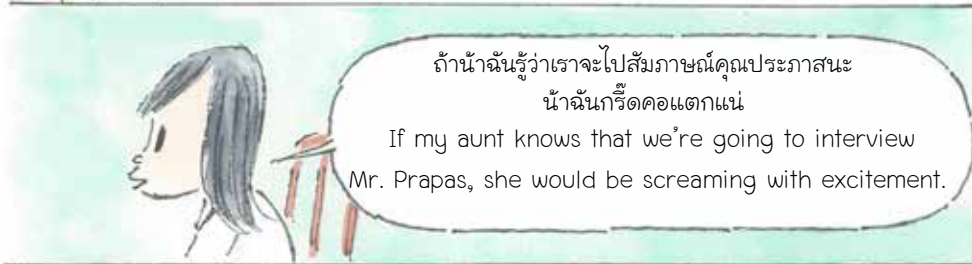 ถ้าน้าฉันรู้ว่าเราจะไปสัมภาษณ์คุณประภาสนะ
น้าฉันกรี๊ดคอแตกแน่
If my aunt knows that we're going to interview
Mr. Prapas, she would be screaming with excitement.